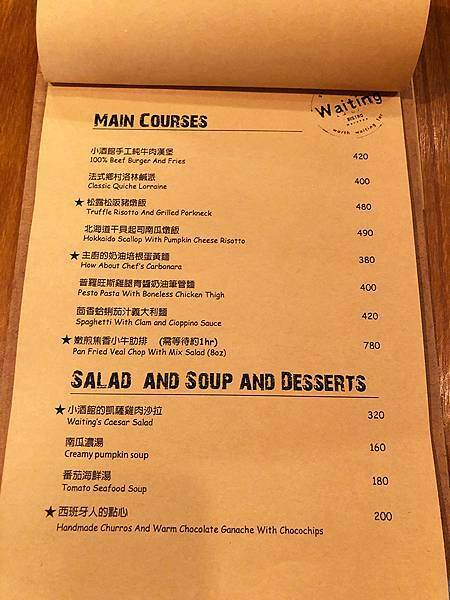 Waiting
BISTRO
worth waiting for
MAIN COURSES
小酒館手工純牛肉漢堡
100% Beef Burger And Fries 420
法式鄉村洛林鹹派
Classic Quiche Lorraine 400
★ 松露松阪豬燉飯
Truffle Risotto And Grilled Porkneck 480
北海道干貝起司南瓜燉飯
Hokkaido Scallop With Pumpkin Cheese Risotto 490
★ 主廚的奶油培根蛋黃麵
How About Chef's Carbonara 380
普羅旺斯雞腿青醬奶油筆管麵
Pesto Pasta With Boneless Chicken Thigh 400
茴香蛤蜊茄汁義大利麵
Spaghetti With Clam and Cioppino Sauce 420
★ 嫩煎焦香小牛肋排 (需等待約1hr)
Pan Fried Veal Chop With Mix Salad (8oz) 780
SALAD AND SOUP AND DESSERTS
★ 小酒館的凱薩雞肉沙拉
Waiting's Caesar Salad 320
南瓜濃湯
Creamy pumpkin soup 160
番茄海鮮湯
Tomato Seafood Soup 180
★ 西班牙人的點心
Handmade Churros And Warm Chocolate Ganache With Chocochips 200